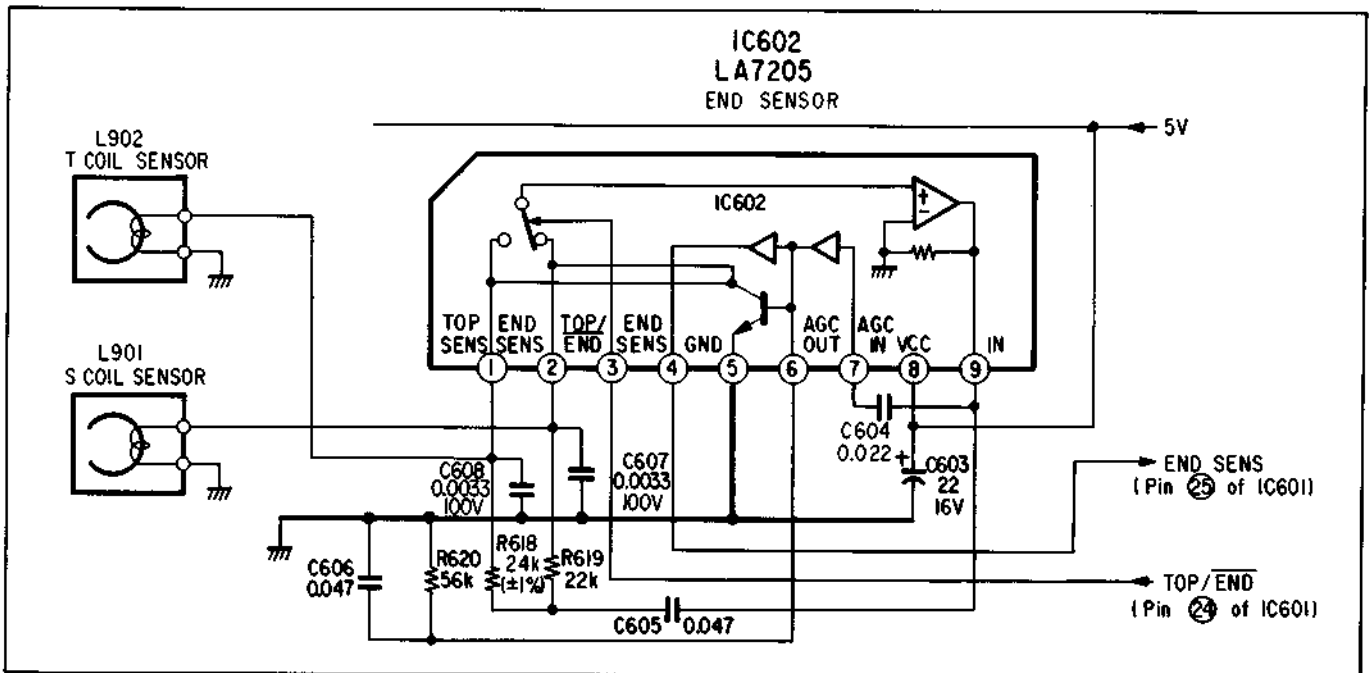 IC602
LA7205
END SENSOR
5V
L902
T COIL SENSOR
IC602
+
−
TOP SENS
END SENS
TOP/END
END SENS
GND
AGC OUT
AGC IN
VCC
IN
1 2 3 4 5 6 7 8 9
L901
S COIL SENSOR
C604
0.022
+
C603
22
16V
C608
0.0033
100V
C607
0.0033
100V
END SENS
(Pin 25 of IC601)
C606
0.047
R620
56k
R618
24k
(±1%)
R619
22k
C605 0.047
TOP/END
(Pin 24 of IC601)